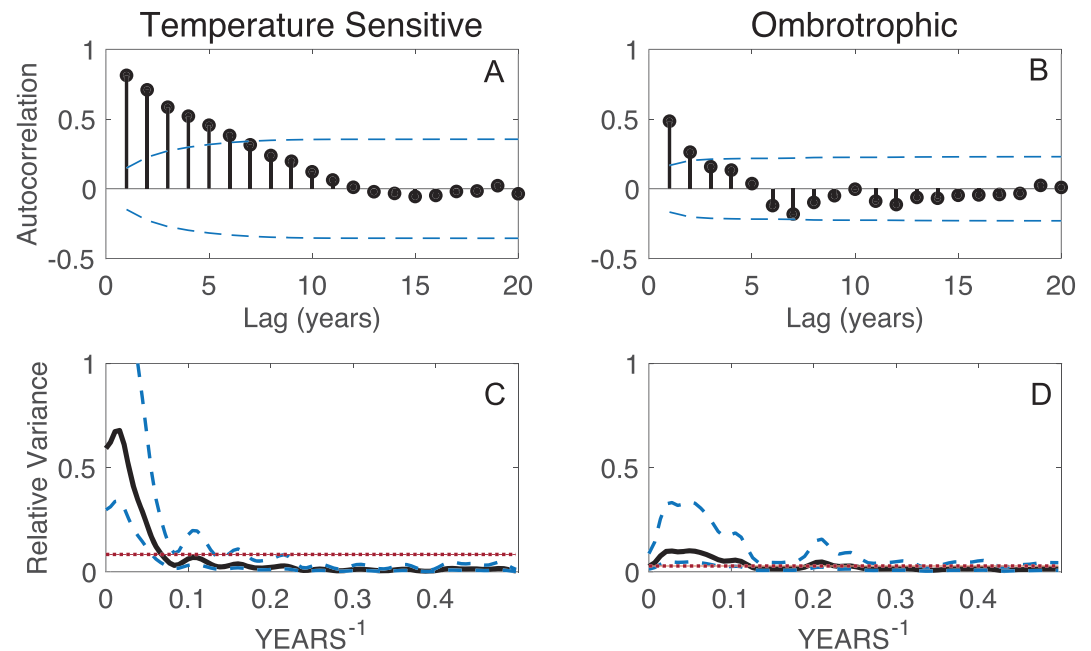 Temperature Sensitive
Ombrotrophic
1
0.5
0
-0.5
Autocorrelation
A
0 5 10 15 20
Lag (years)
1
0.5
0
-0.5
B
0 5 10 15 20
Lag (years)
1
0.5
0
Relative Variance
C
0 0.1 0.2 0.3 0.4
YEARS-1
1
0.5
0
D
0 0.1 0.2 0.3 0.4
YEARS-1